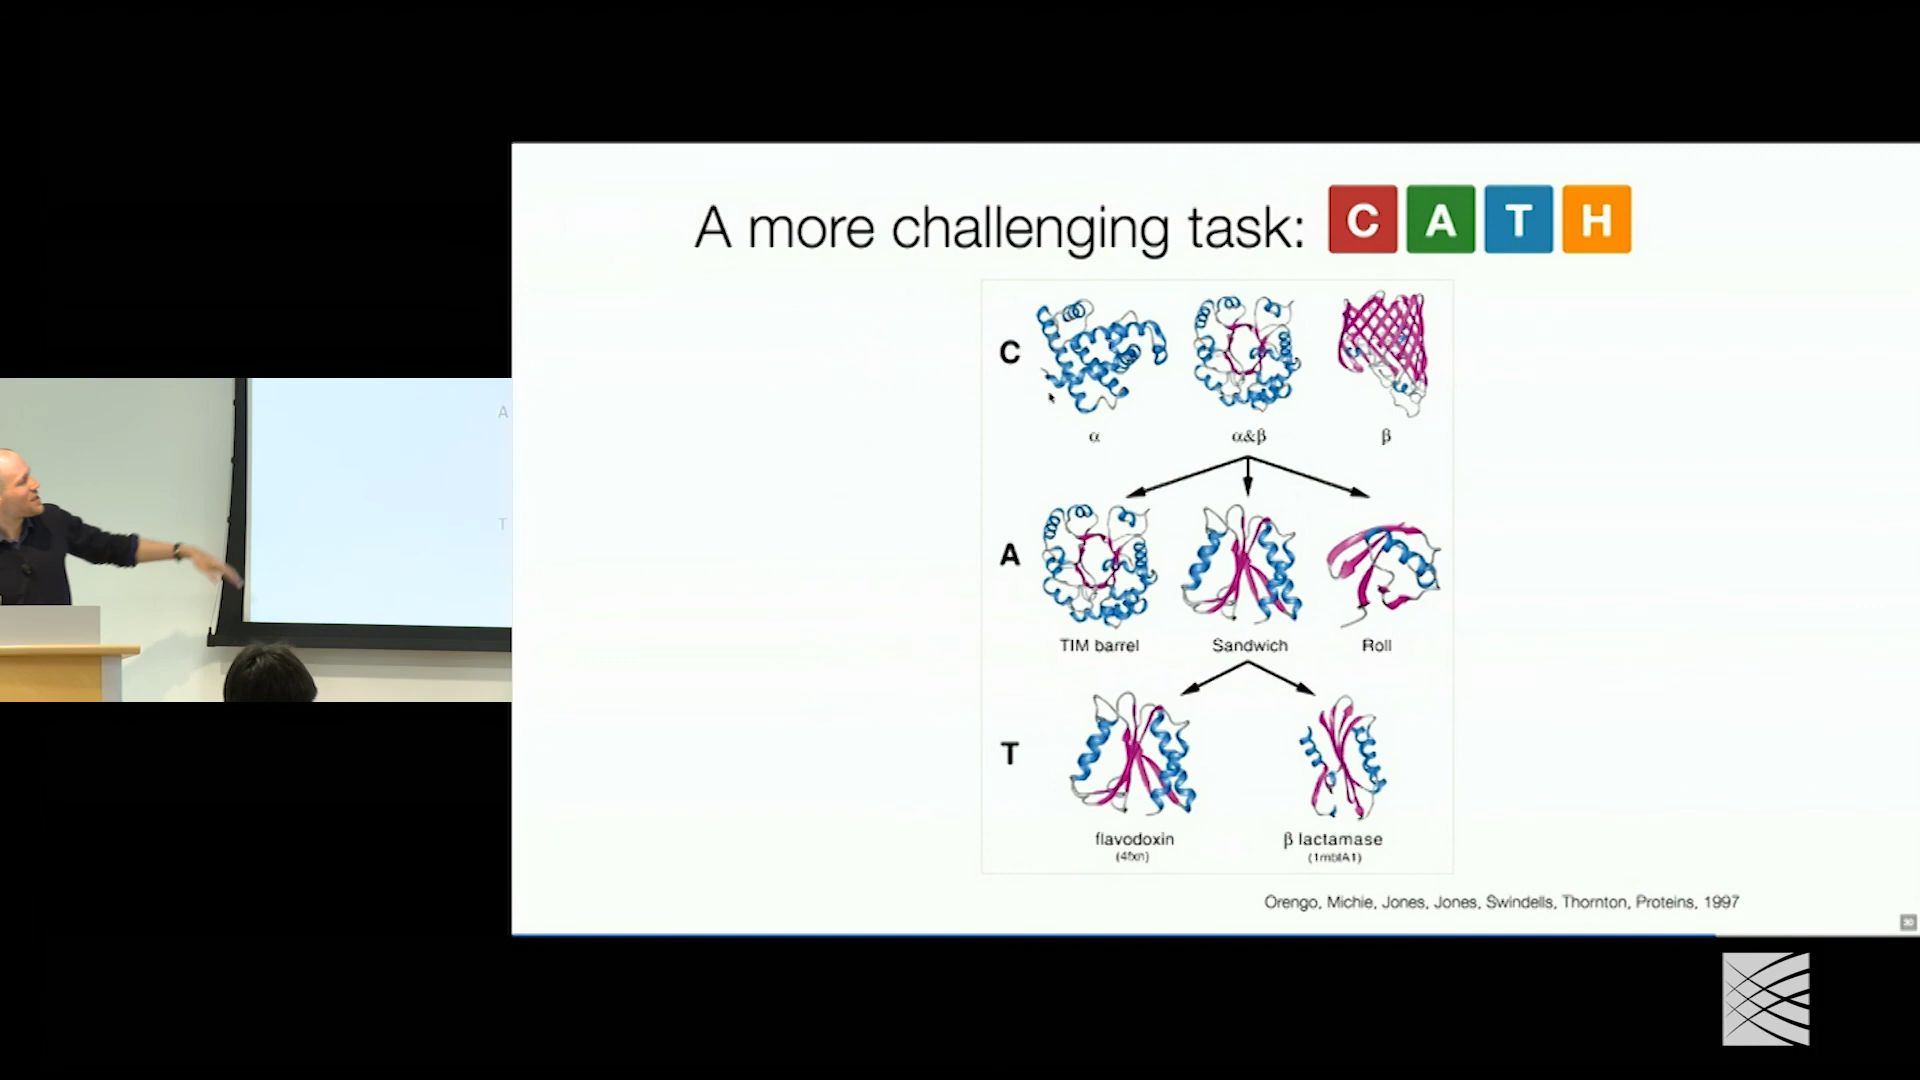 A more challenging task: C A T H
C
α α&β β
A
TIM barrel Sandwich Roll
T
flavodoxin β lactamase
(4fxn) (1mblA1)
Orengo, Michie, Jones, Jones, Swindells, Thornton, Proteins, 1997
30
A
T